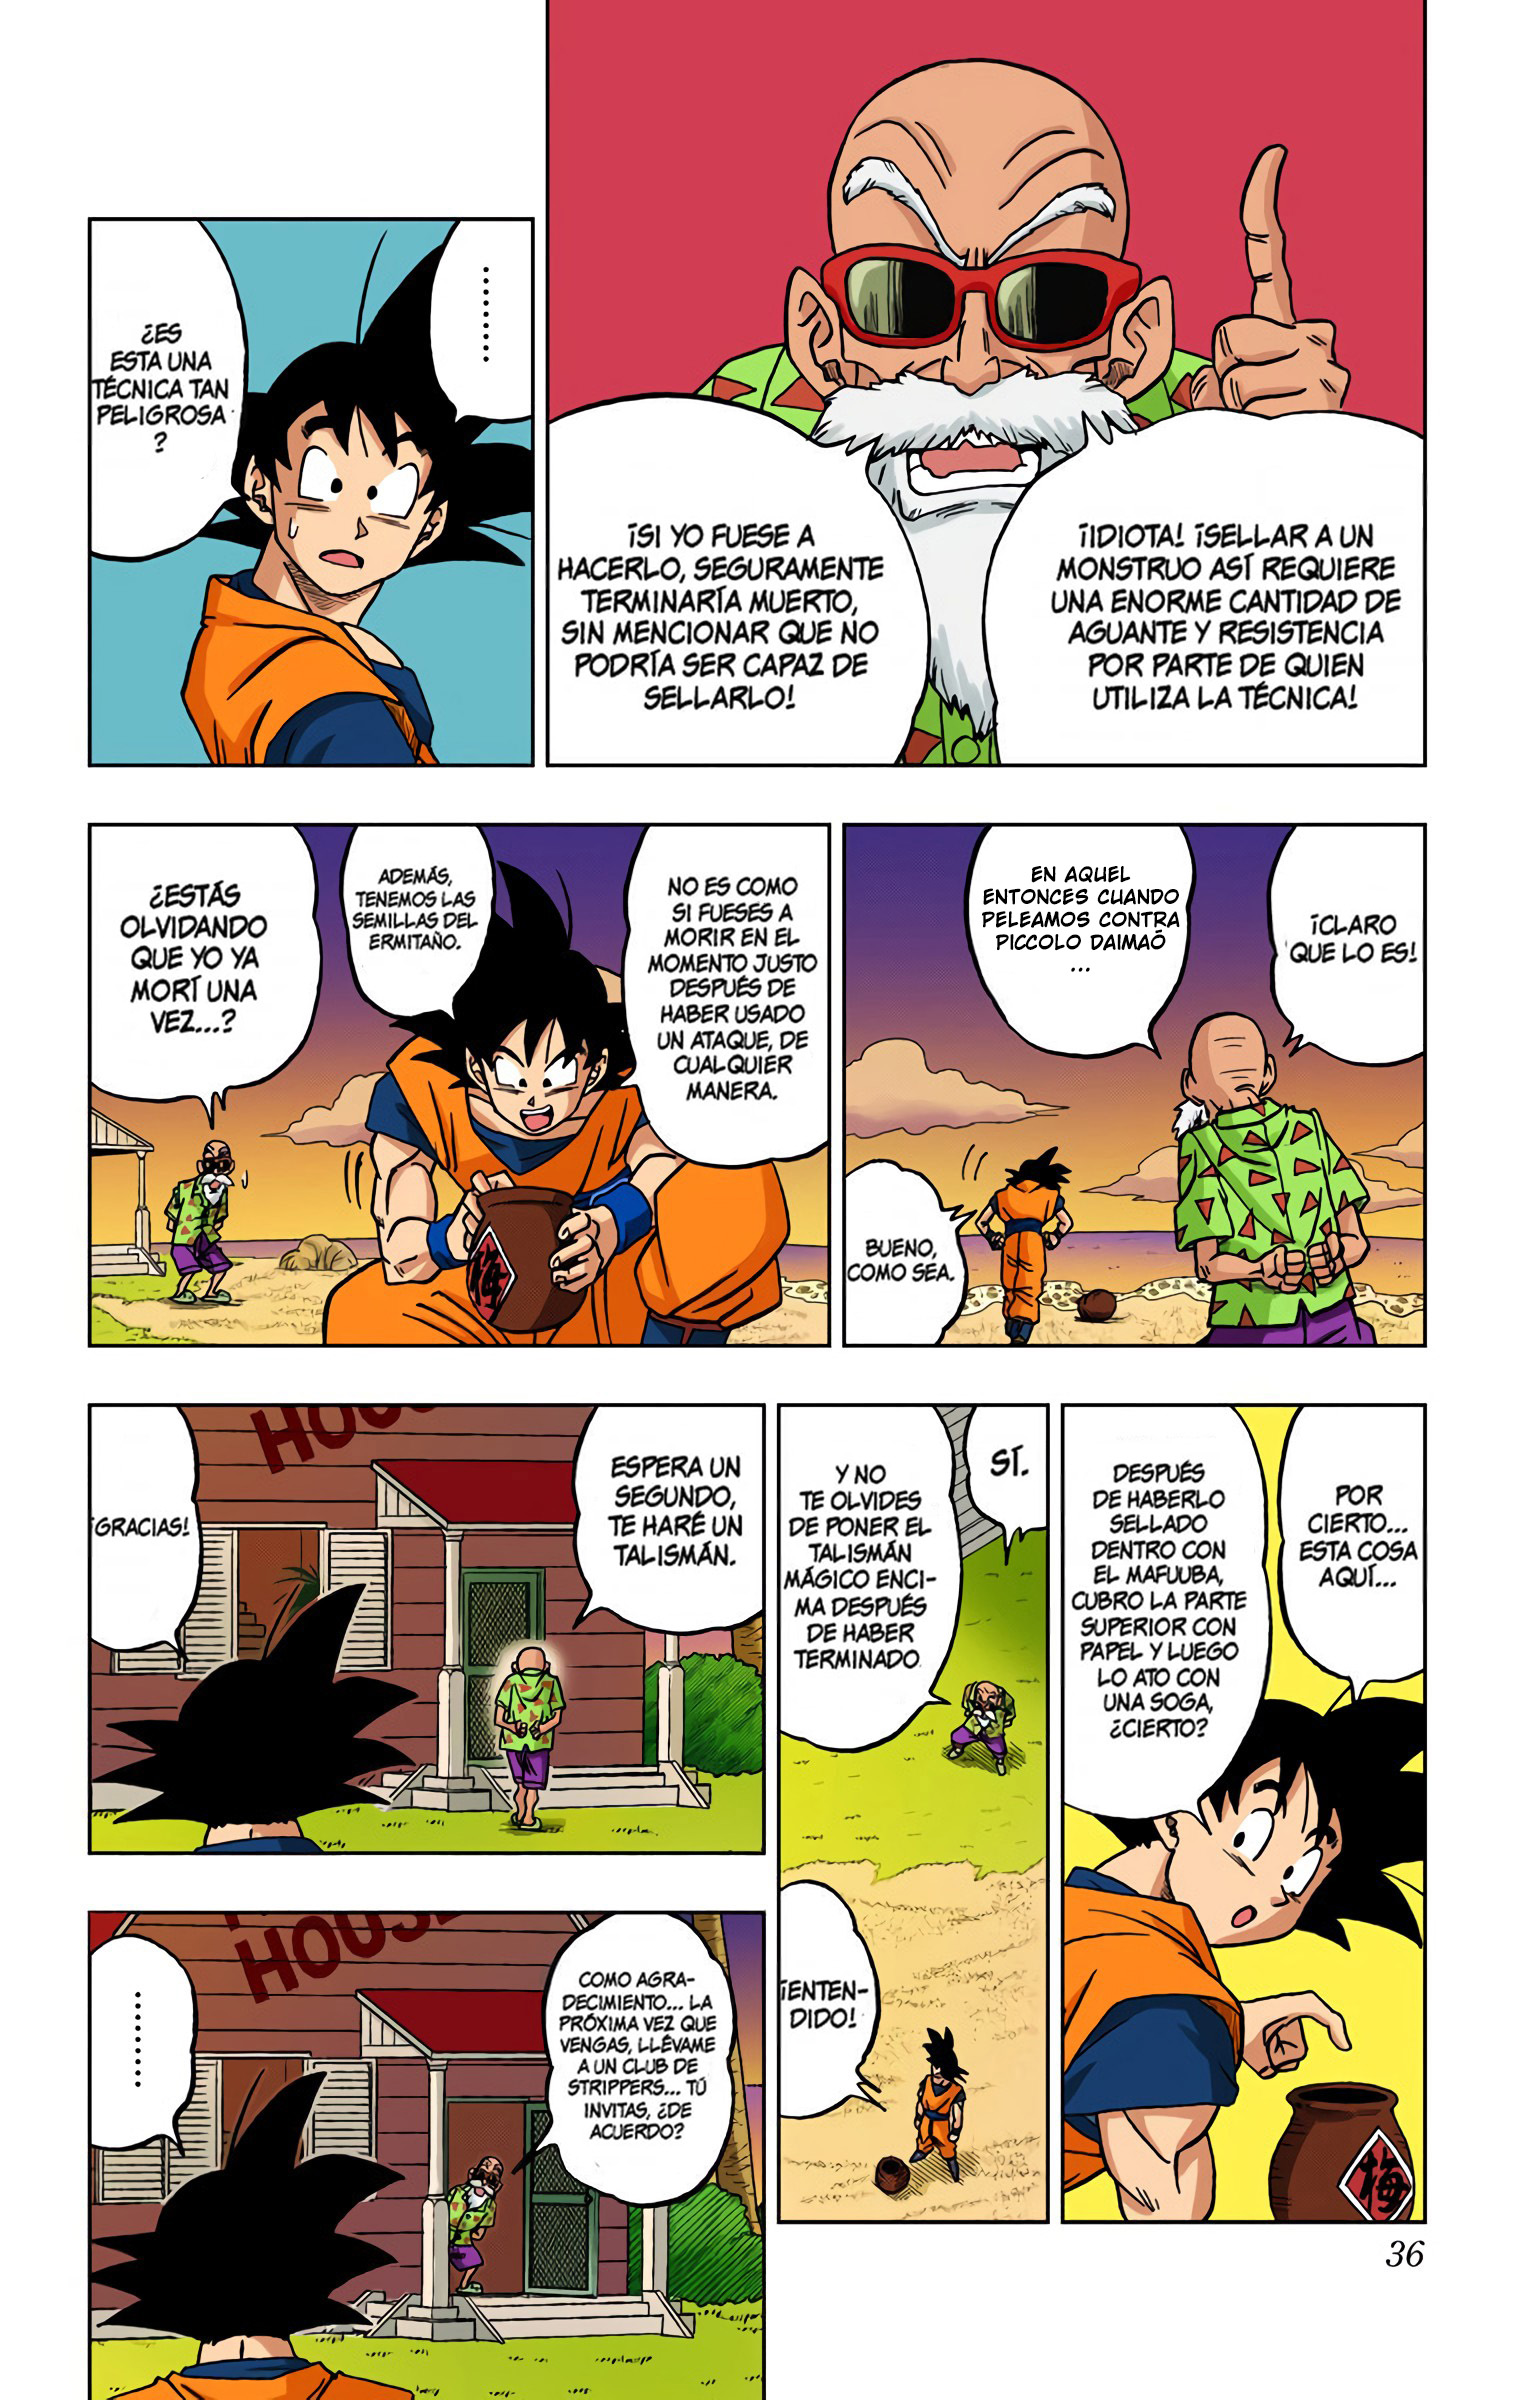 ¡IDIOTA! ¡SELLAR A UN
MONSTRUO ASÍ REQUIERE
UNA ENORME CANTIDAD DE
AGUANTE Y RESISTENCIA
POR PARTE DE QUIEN
UTILIZA LA TÉCNICA!
¡SI YO FUESE A
HACERLO, SEGURAMENTE
TERMINARÍA MUERTO,
SIN MENCIONAR QUE NO
PODRÍA SER CAPAZ DE
SELLARLO!
........
¿ES
ESTA UNA
TÉCNICA TAN
PELIGROSA
?
¡CLARO
QUE LO ES!
EN AQUEL
ENTONCES CUANDO
PELEAMOS CONTRA
PICCOLO DAIMAÓ
...
BUENO,
COMO SEA.
NO ES COMO
SI FUESES A
MORIR EN EL
MOMENTO JUSTO
DESPUÉS DE
HABER USADO
UN ATAQUE, DE
CUALQUIER
MANERA.
ADEMÁS,
TENEMOS LAS
SEMILLAS DEL
ERMITAÑO.
¿ESTÁS
OLVIDANDO
QUE YO YA
MORÍ UNA
VEZ...?
梅
POR
CIERTO...
ESTA COSA
AQUÍ...
DESPUÉS
DE HABERLO
SELLADO
DENTRO CON
EL MAFUUBA,
CUBRO LA PARTE
SUPERIOR CON
PAPEL Y LUEGO
LO ATO CON
UNA SOGA,
¿CIERTO?
梅
SÍ.
Y NO
TE OLVIDES
DE PONER EL
TALISMÁN
MÁGICO ENCI-
MA DESPUÉS
DE HABER
TERMINADO.
¡ENTEN-
DIDO!
HOUS
ESPERA UN
SEGUNDO,
TE HARÉ UN
TALISMÁN.
¡GRACIAS!
HOUSE
COMO AGRA-
DECIMIENTO... LA
PRÓXIMA VEZ QUE
VENGAS, LLÉVAME
A UN CLUB DE
STRIPPERS... TÚ
INVITAS, ¿DE
ACUERDO?
........
36